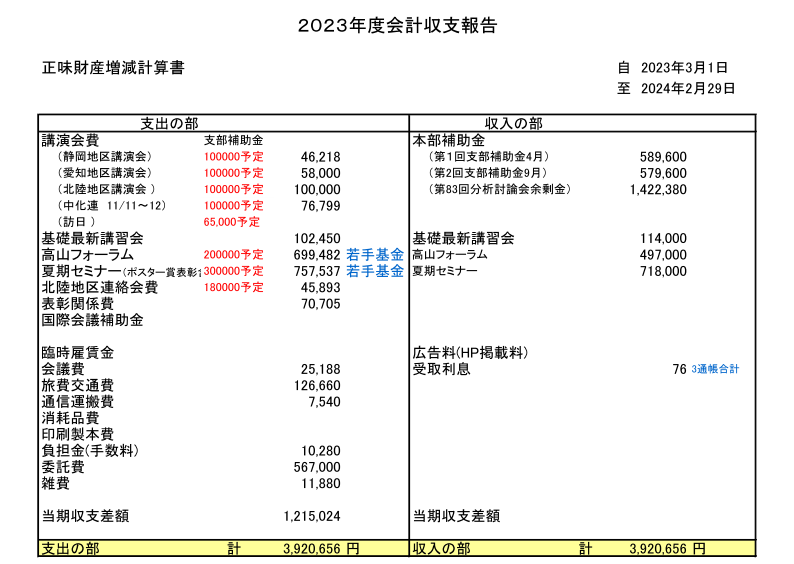 2023年度会計収支報告
正味財産増減計算書 自 2023年3月1日
至 2024年2月29日
支出の部 収入の部
講演会費 支部補助金 本部補助金
（静岡地区講演会） 100000予定 46,218 （第１回支部補助金4月） 589,600
（愛知地区講演会） 100000予定 58,000 （第2回支部補助金9月） 579,600
（北陸地区講演会 ） 100000予定 100,000 （第83回分析討論会余剰金） 1,422,380
（中化連 11/11～12） 100000予定 76,799
（訪日 ） 65,000予定
基礎最新講習会 102,450 基礎最新講習会 114,000
高山フォーラム 200000予定 699,482 若手基金 高山フォーラム 497,000
夏期セミナー(ポスター賞表彰 300000予定 757,537 若手基金 夏期セミナー 718,000
北陸地区連絡会費 180000予定 45,893
表彰関係費 70,705
国際会議補助金
臨時雇賃金 広告料(HP掲載料)
会議費 25,188 受取利息 76 3通帳合計
旅費交通費 126,660
通信運搬費 7,540
消耗品費
印刷製本費
負担金(手数料) 10,280
委託費 567,000
雑費 11,880
当期収支差額 1,215,024 当期収支差額
支出の部 計 3,920,656 円 収入の部 計 3,920,656 円